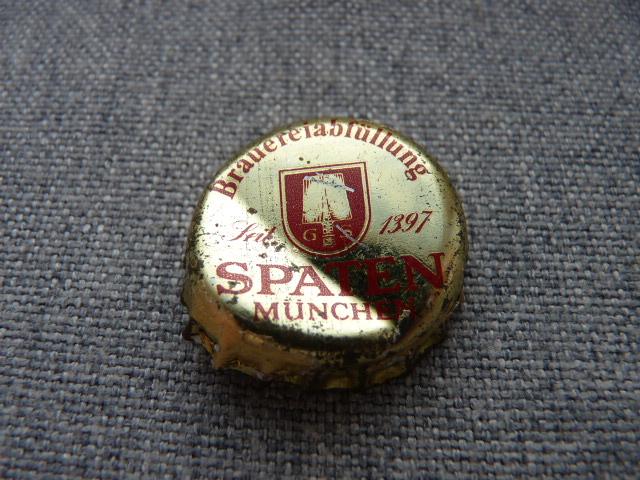 Brauereiabfüllung
Seit 1397
G S
SPATEN
MÜNCHEN